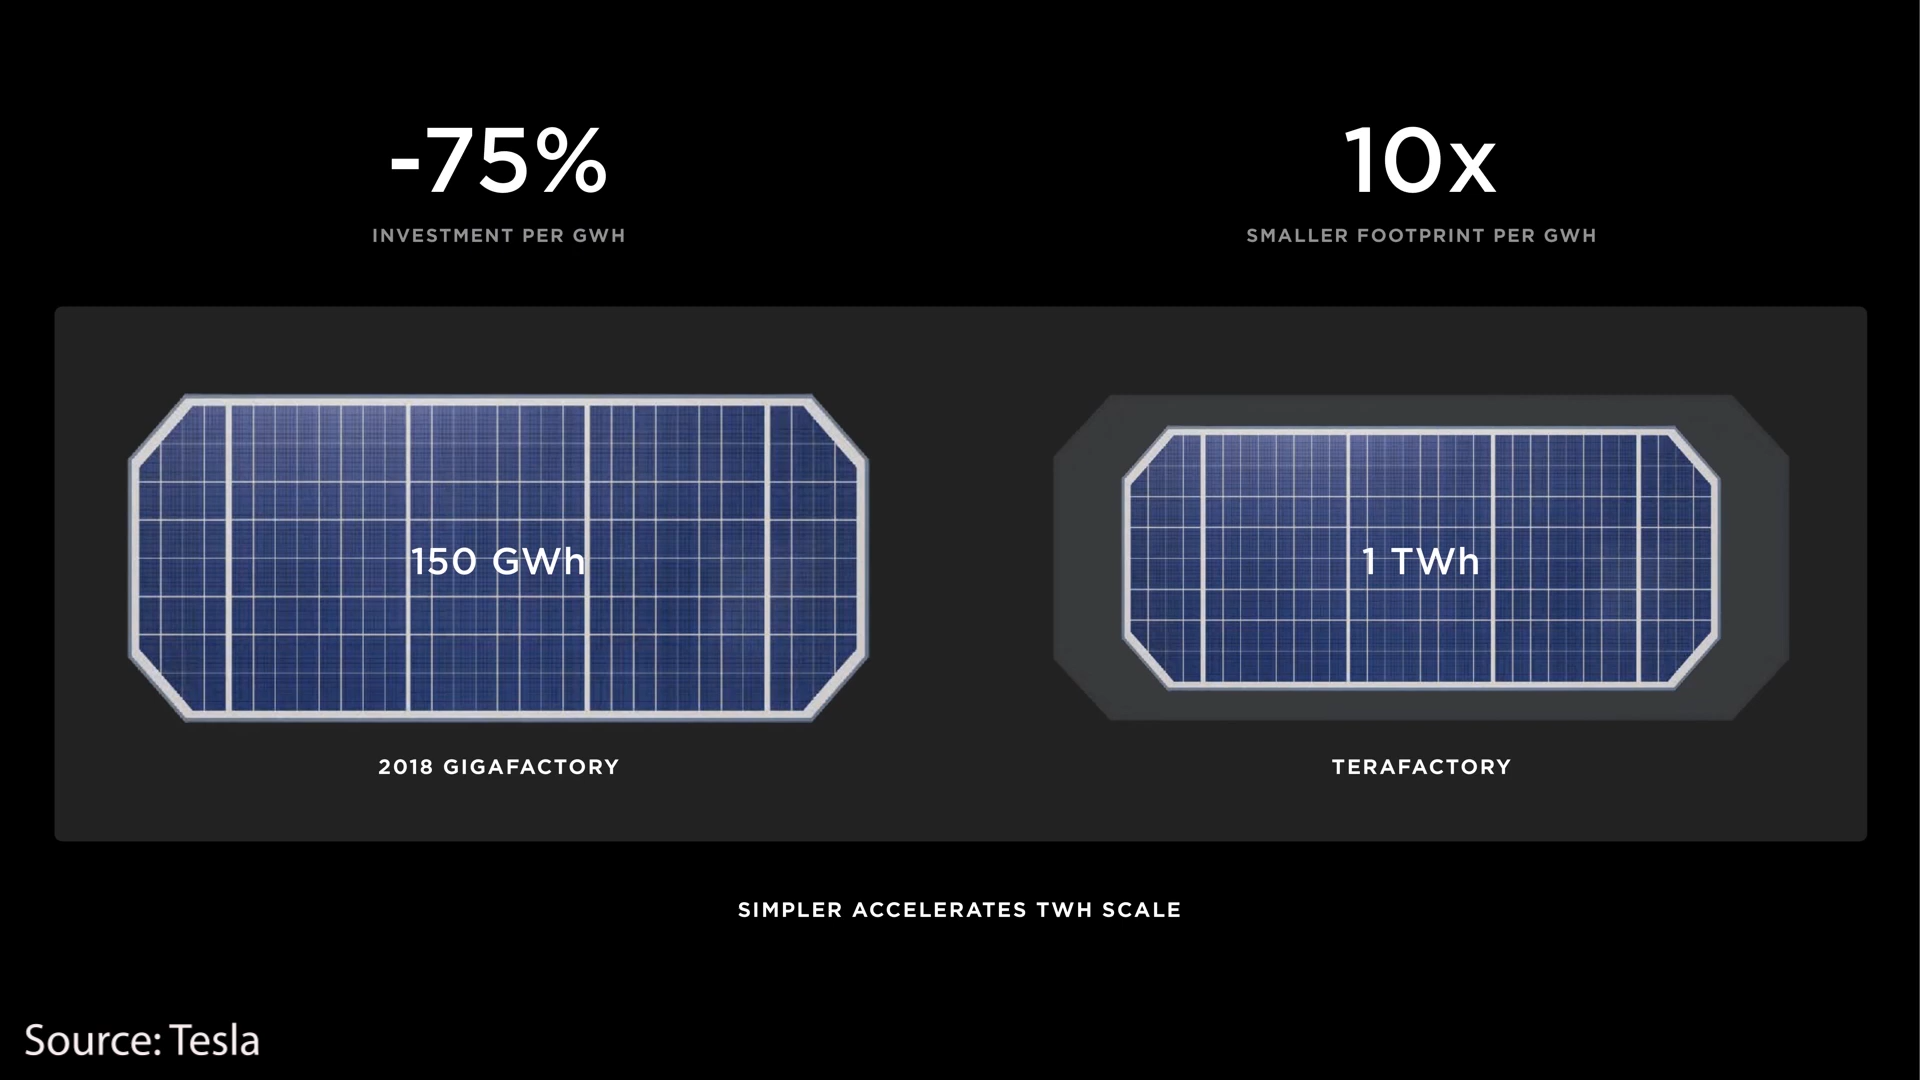 -75%
INVESTMENT PER GWH
10x
SMALLER FOOTPRINT PER GWH
150 GWh
2018 GIGAFACTORY
1 TWh
TERAFACTORY
SIMPLER ACCELERATES TWH SCALE
Source: Tesla